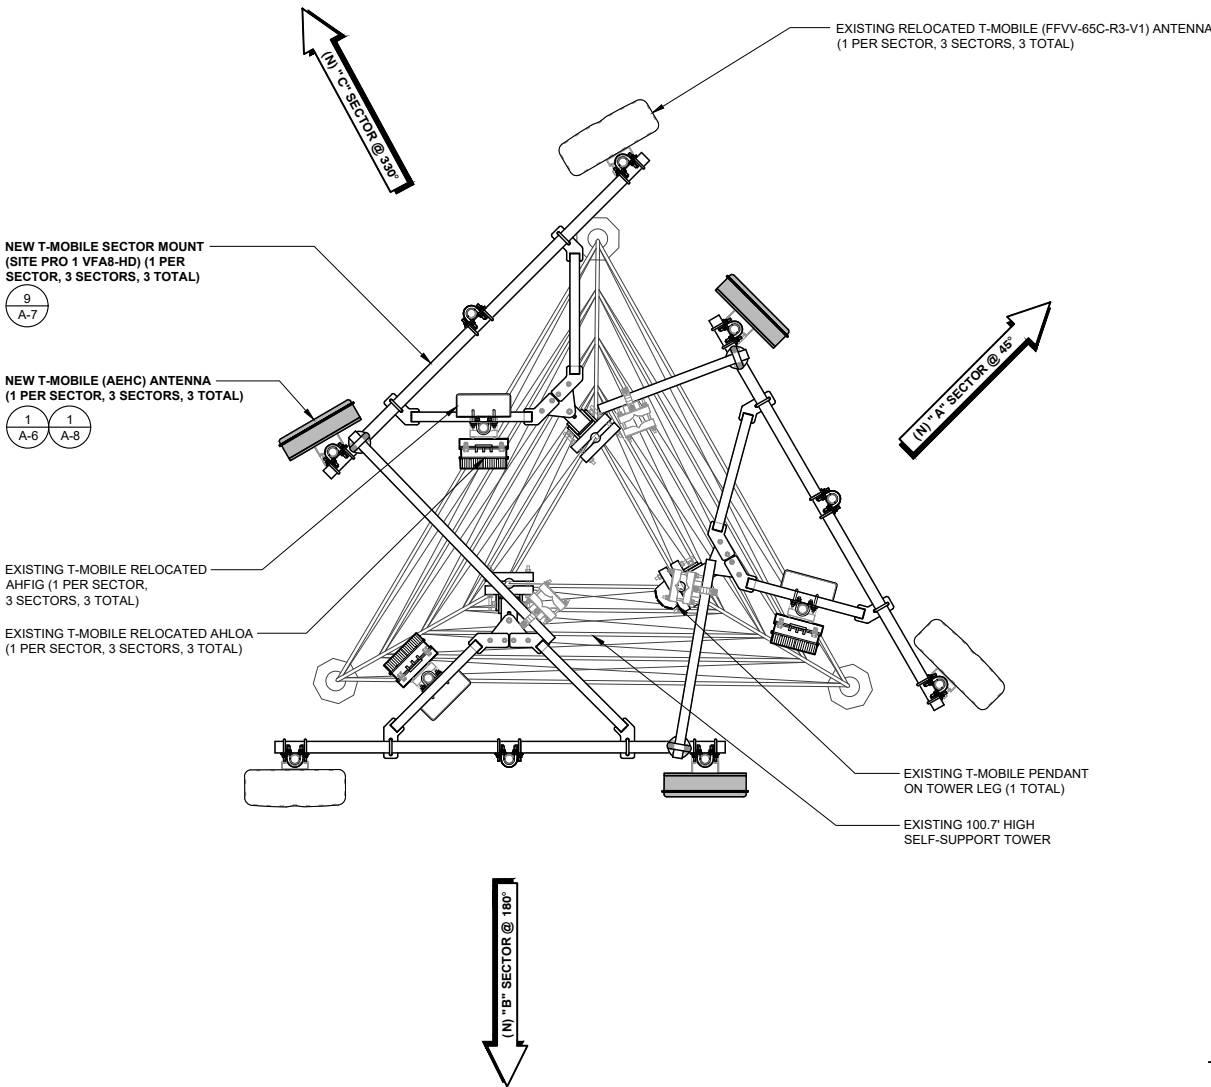 EXISTING RELOCATED T-MOBILE (FFVV-65C-R3-V1) ANTENNA
(1 PER SECTOR, 3 SECTORS, 3 TOTAL)
(N) "C" SECTOR @ 330°
NEW T-MOBILE SECTOR MOUNT
(SITE PRO 1 VFA8-HD) (1 PER
SECTOR, 3 SECTORS, 3 TOTAL)
9
A-7
(N) "A" SECTOR @ 45°
NEW T-MOBILE (AEHC) ANTENNA
(1 PER SECTOR, 3 SECTORS, 3 TOTAL)
1
A-6
1
A-8
EXISTING T-MOBILE RELOCATED
AHFIG (1 PER SECTOR,
3 SECTORS, 3 TOTAL)
EXISTING T-MOBILE RELOCATED AHLOA
(1 PER SECTOR, 3 SECTORS, 3 TOTAL)
EXISTING T-MOBILE PENDANT
ON TOWER LEG (1 TOTAL)
EXISTING 100.7' HIGH
SELF-SUPPORT TOWER
(N) "B" SECTOR @ 180°